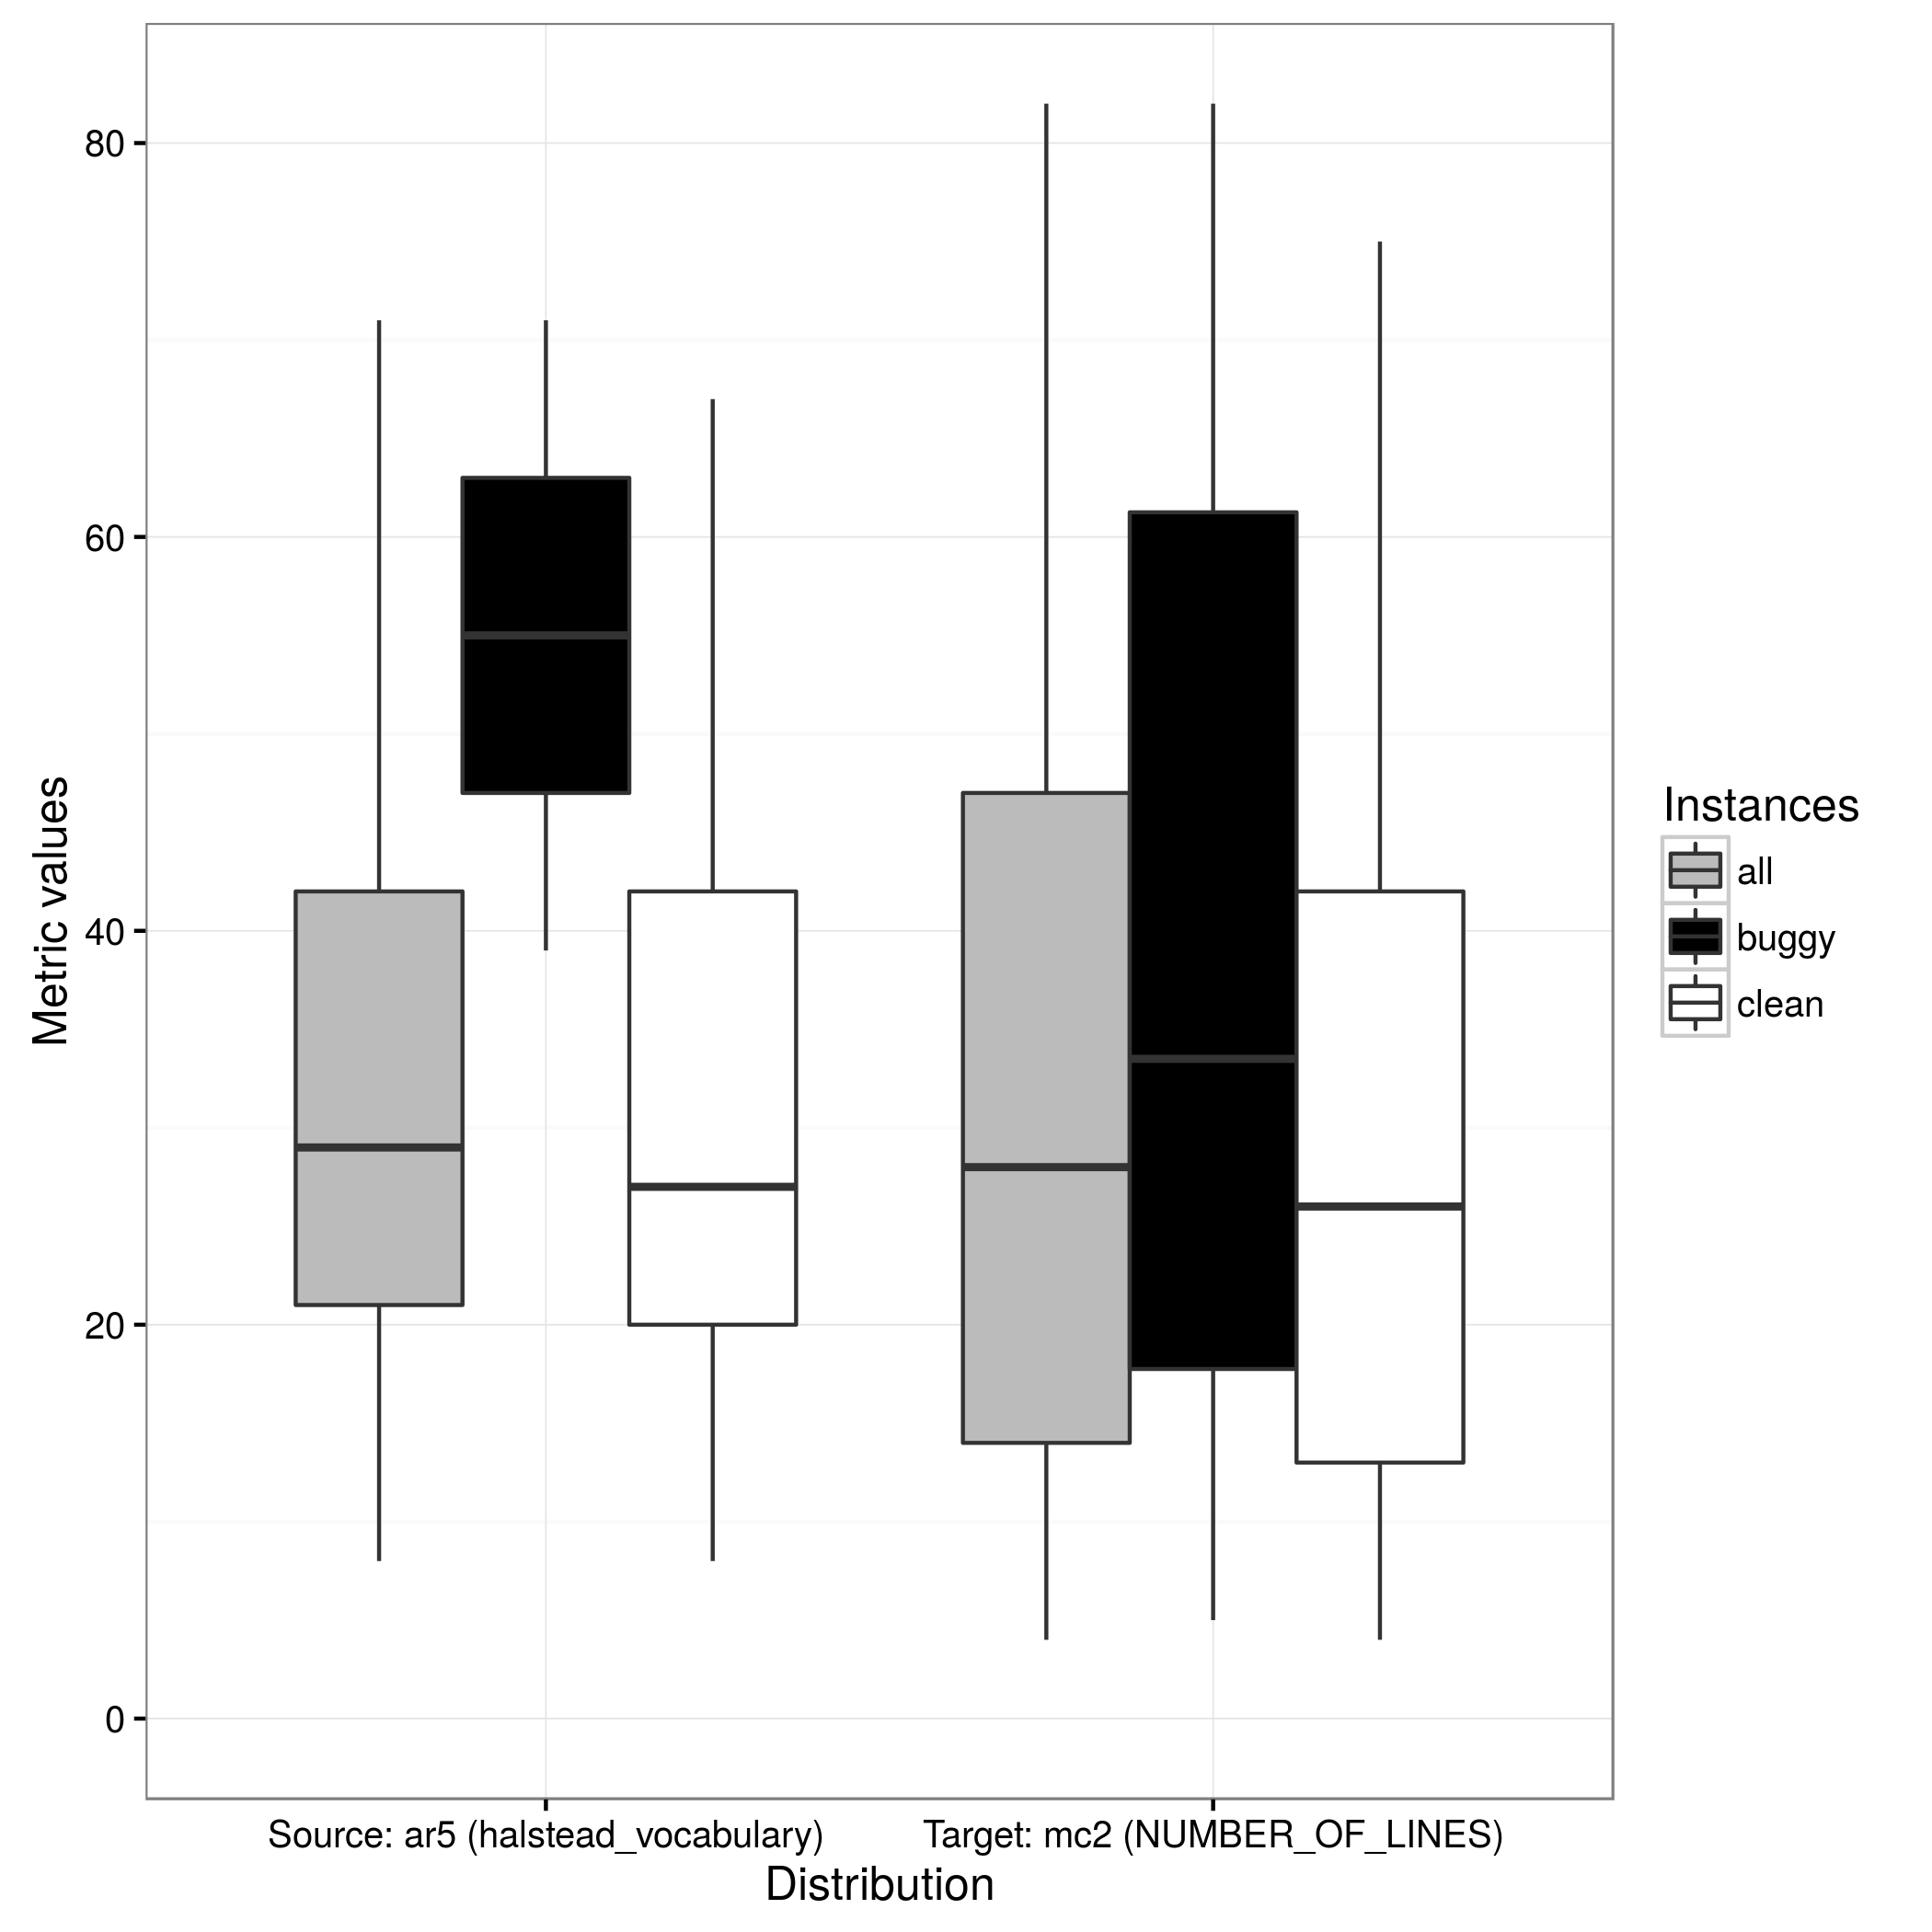 80
60
40
20
0
Metric values
Source: ar5 (halstead_vocabulary)
Target: mc2 (NUMBER_OF_LINES)
Distribution
Instances
all
buggy
clean